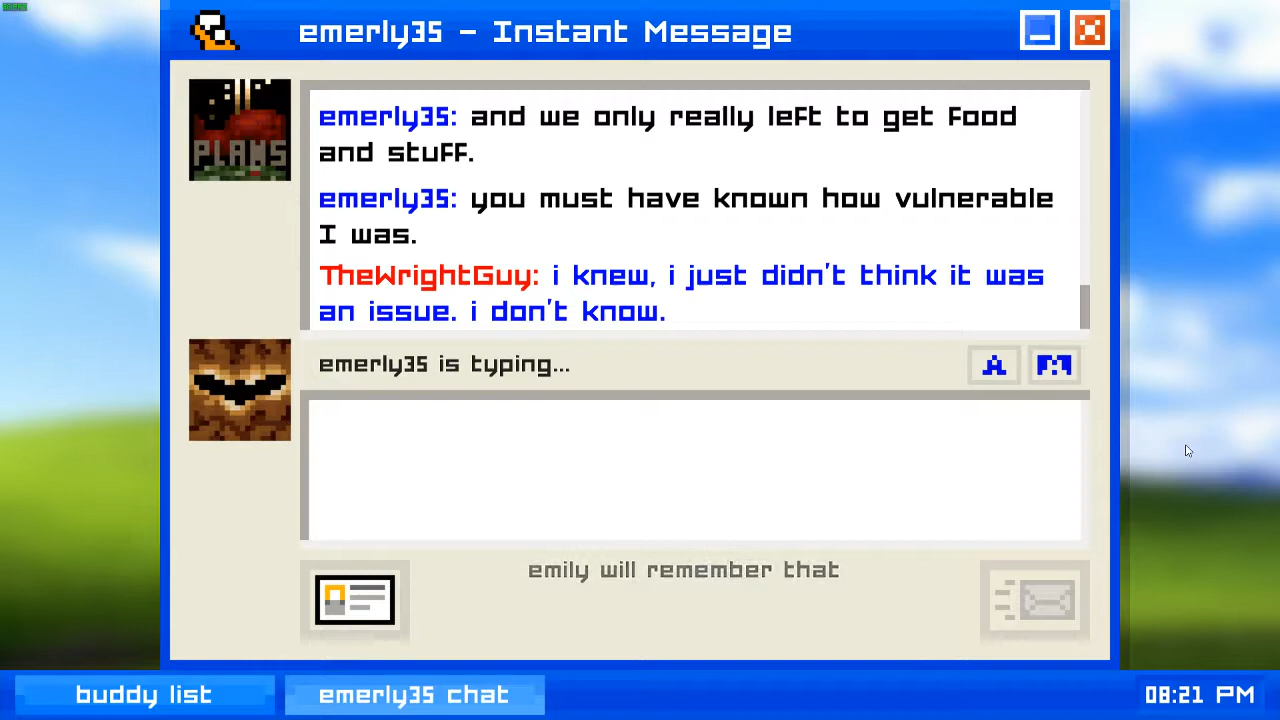 emerly35 - Instant Message
emerly35: and we only really left to get food
and stuff.
PLANS
emerly35: you must have known how vulnerable
I was.
TheWrightGuy: i knew, i just didn't think it was
an issue. i don't know.
emerly35 is typing...
A
emily will remember that
buddy list
emerly35 chat
08:21 PM